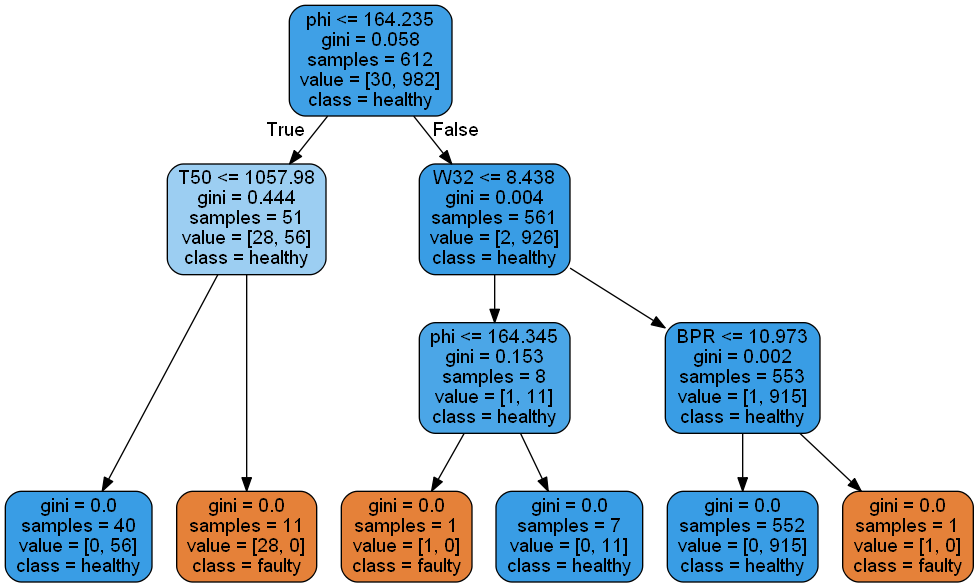 phi <= 164.235
gini = 0.058
samples = 612
value = [30, 982]
class = healthy
True
False
T50 <= 1057.98
gini = 0.444
samples = 51
value = [28, 56]
class = healthy
W32 <= 8.438
gini = 0.004
samples = 561
value = [2, 926]
class = healthy
phi <= 164.345
gini = 0.153
samples = 8
value = [1, 11]
class = healthy
BPR <= 10.973
gini = 0.002
samples = 553
value = [1, 915]
class = healthy
gini = 0.0
samples = 40
value = [0, 56]
class = healthy
gini = 0.0
samples = 11
value = [28, 0]
class = faulty
gini = 0.0
samples = 1
value = [1, 0]
class = faulty
gini = 0.0
samples = 7
value = [0, 11]
class = healthy
gini = 0.0
samples = 552
value = [0, 915]
class = healthy
gini = 0.0
samples = 1
value = [1, 0]
class = faulty